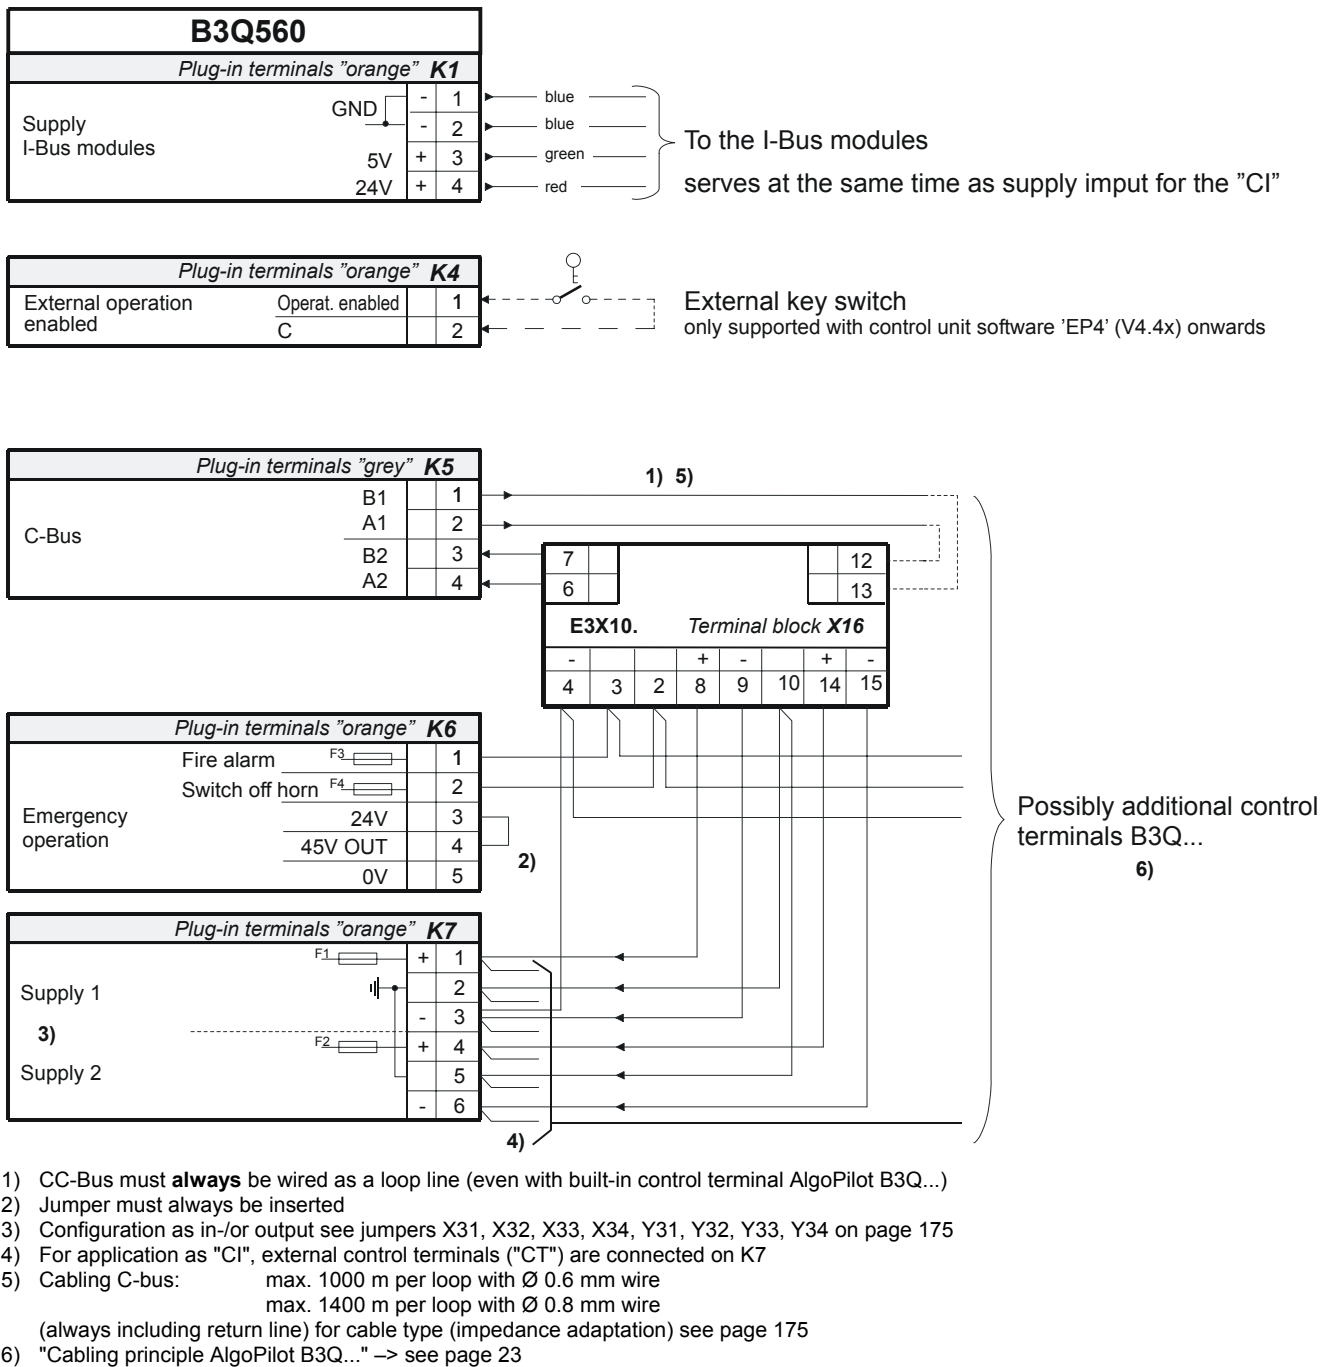 B3Q560
Plug-in terminals "orange" K1
Supply
I-Bus modules
GND - 1 blue
- 2 blue
5V + 3 green
24V + 4 red
To the I-Bus modules
serves at the same time as supply imput for the ”CI”
Plug-in terminals "orange" K4
External operation
enabled
Operat. enabled 1
C 2
External key switch
only supported with control unit software ’EP4’ (V4.4x) onwards
Plug-in terminals ”grey” K5
C-Bus
B1 1
A1 2
B2 3
A2 4
1) 5)
7 12
6 13
E3X10. Terminal block X16
- + - + -
4 3 2 8 9 10 14 15
Plug-in terminals ”orange” K6
Emergency
operation
Fire alarm F3 1
Switch off horn F4 2
24V 3
45V OUT 4
0V 5
2)
Possibly additional control
terminals B3Q...
6)
Plug-in terminals ”orange” K7
Supply 1
3)
Supply 2
F1 + 1
2
- 3
F2 + 4
5
- 6
4)
1) CC-Bus must always be wired as a loop line (even with built-in control terminal AlgoPilot B3Q...)
2) Jumper must always be inserted
3) Configuration as in-/or output see jumpers X31, X32, X33, X34, Y31, Y32, Y33, Y34 on page 175
4) For application as "CI", external control terminals ("CT") are connected on K7
5) Cabling C-bus: max. 1000 m per loop with Ø 0.6 mm wire
max. 1400 m per loop with Ø 0.8 mm wire
(always including return line) for cable type (impedance adaptation) see page 175
6) "Cabling principle AlgoPilot B3Q..." –> see page 23